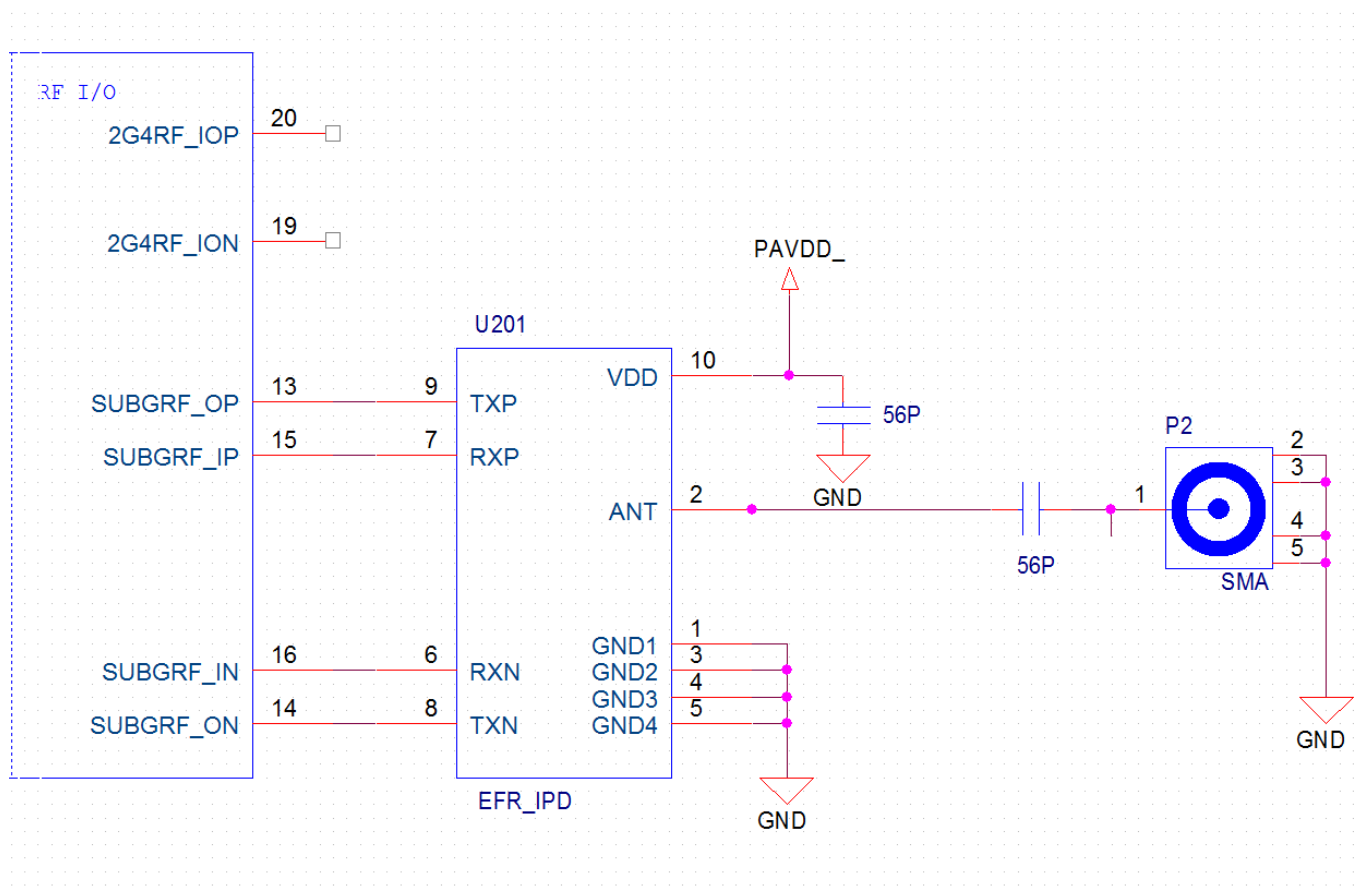 RF I/O
2G4RF_IOP 20
2G4RF_ION 19
PAVDD_
U201
VDD 10
SUBGRF_OP 13 9 TXP
56P
P2
SUBGRF_IP 15 7 RXP
2
3
GND
ANT 2
1
4
5
56P
SMA
GND1 1
SUBGRF_IN 16 6 RXN
GND2 3
GND3 4
SUBGRF_ON 14 8 TXN
GND4 5
GND
EFR_IPD
GND